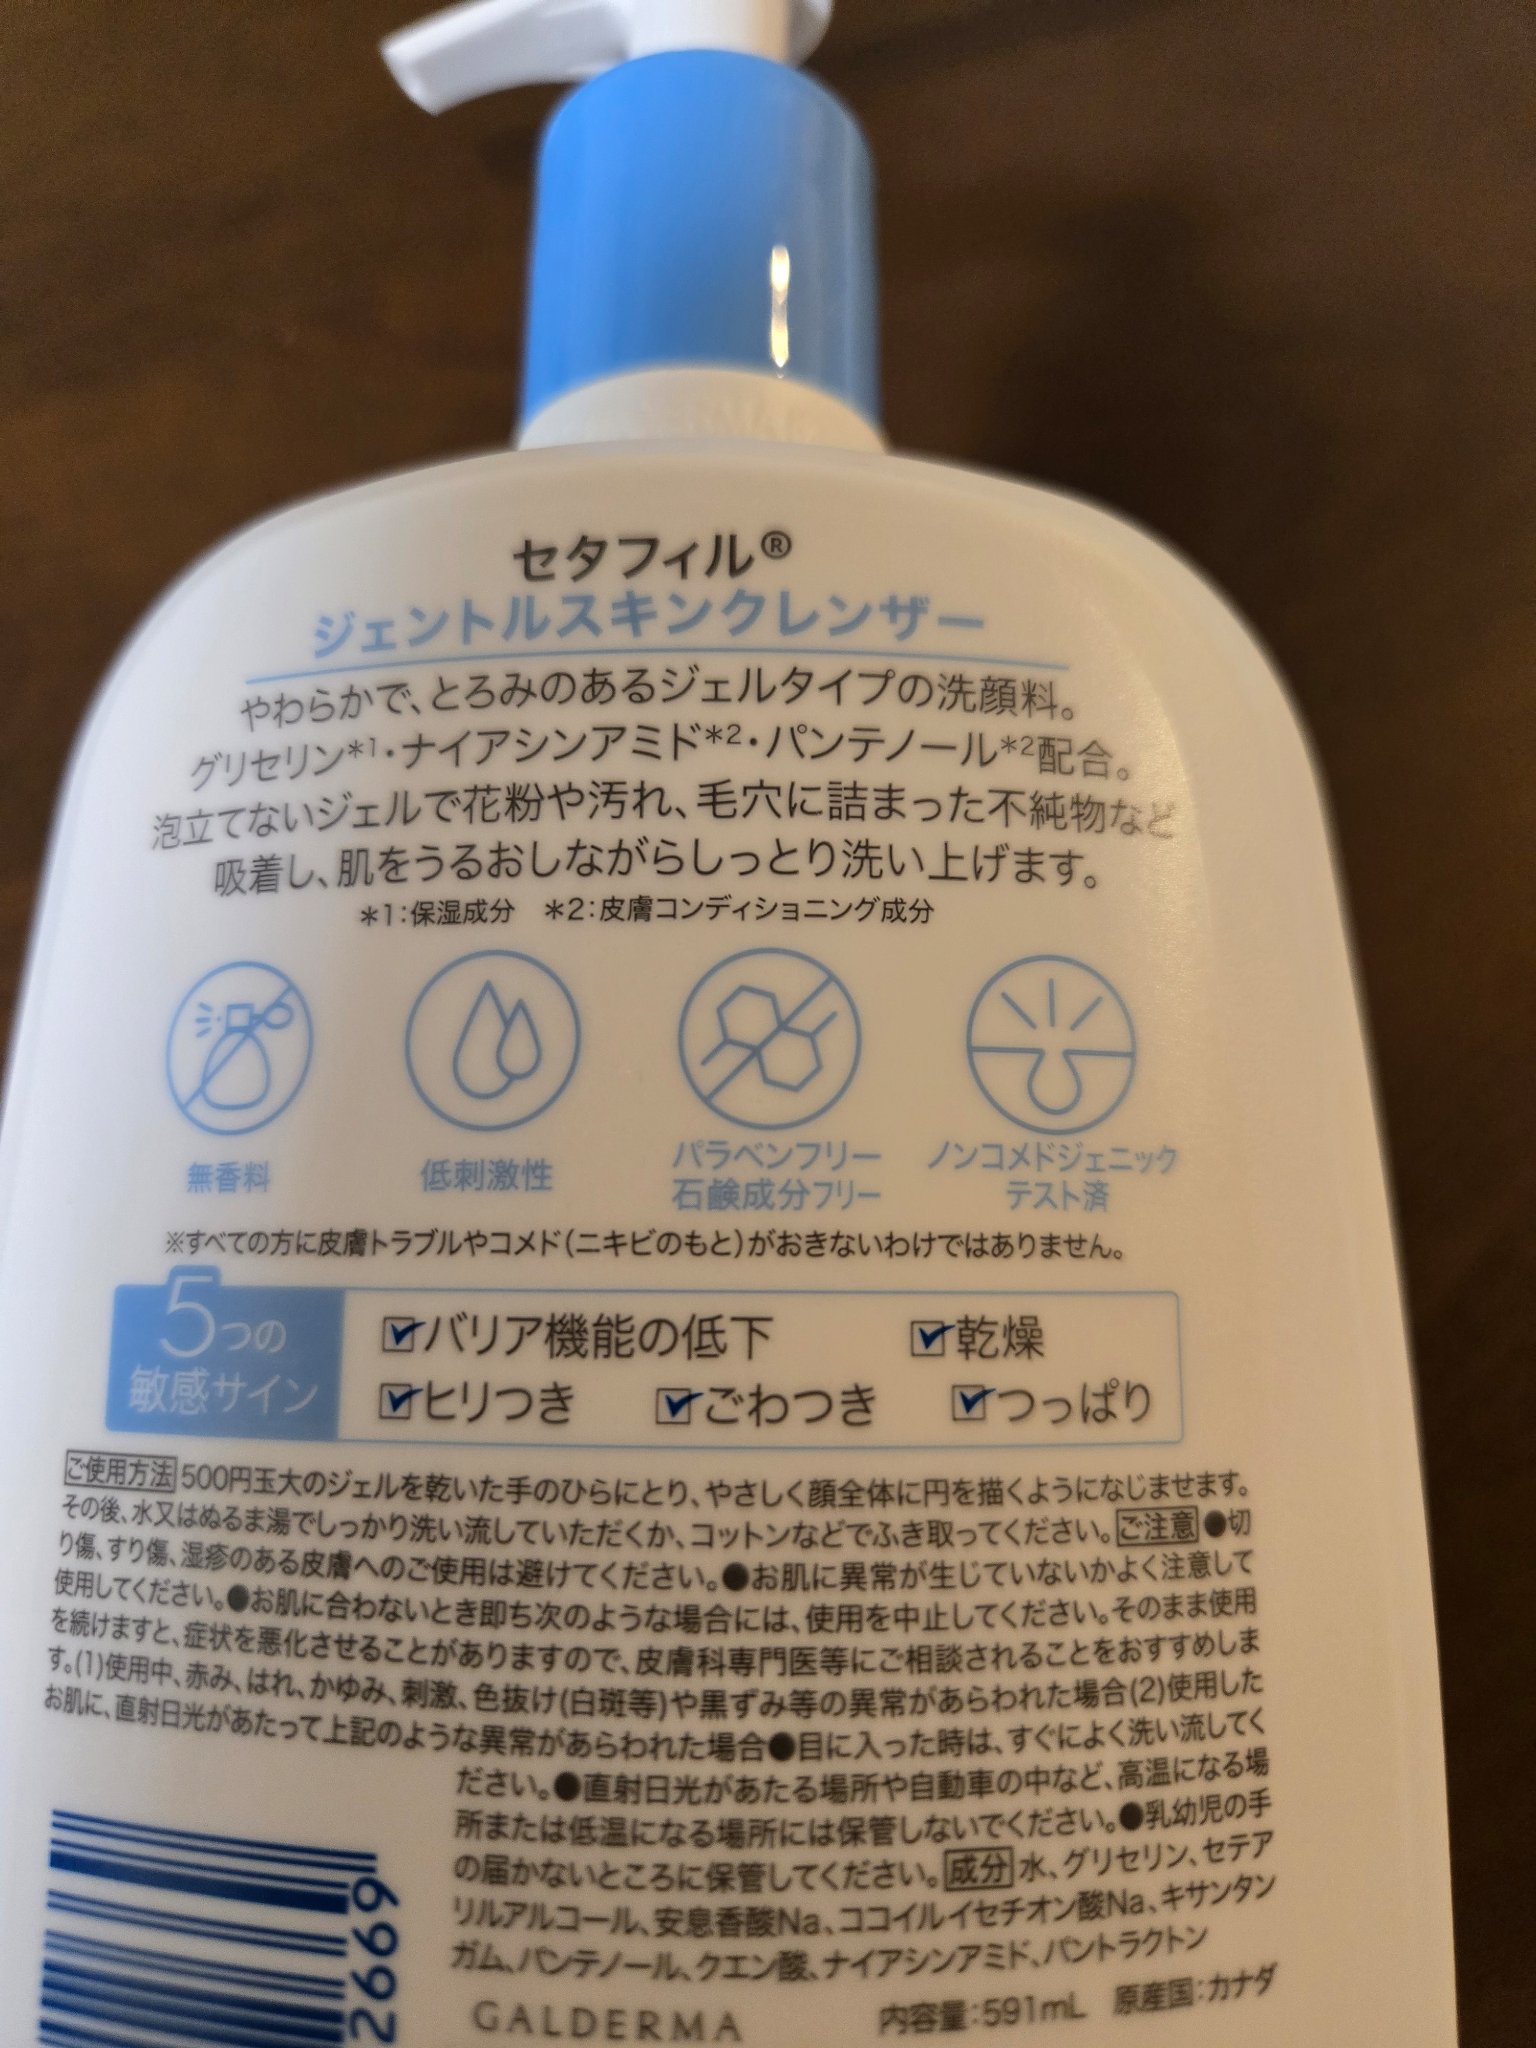 セタフィル®
ジェントルスキンクレンザー
やわらかで、とろみのあるジェルタイプの洗顔料。
グリセリン*1・ナイアシンアミド*2・パンテノール*2配合。
泡立てないジェルで花粉や汚れ、毛穴に詰まった不純物など
吸着し、肌をうるおしながらしっとり洗い上げます。
*1:保湿成分 *2:皮膚コンディショニング成分
無香料
低刺激性
パラベンフリー
石鹸成分フリー
ノンコメドジェニック
テスト済
※すべての方に皮膚トラブルやコメド(ニキビのもと)がおきないわけではありません。
5つの
敏感サイン
バリア機能の低下 乾燥
ヒリつき ごわつき つっぱり
ご使用方法 500円玉大のジェルを乾いた手のひらにとり、やさしく顔全体に円を描くようになじませます。
その後、水又はぬるま湯でしっかり洗い流していただくか、コットンなどでふき取ってください。ご注意 ●切
り傷、すり傷、湿疹のある皮膚へのご使用は避けてください。●お肌に異常が生じていないかよく注意して
使用してください。●お肌に合わないとき即ち次のような場合には、使用を中止してください。そのまま使用
を続けますと、症状を悪化させることがありますので、皮膚科専門医等にご相談されることをおすすめしま
す。(1)使用中、赤み、はれ、かゆみ、刺激、色抜け(白斑等)や黒ずみ等の異常があらわれた場合(2)使用した
お肌に、直射日光があたって上記のような異常があらわれた場合●目に入った時は、すぐによく洗い流してく
ださい。●直射日光があたる場所や自動車の中など、高温になる場
所または低温になる場所には保管しないでください。●乳幼児の手
の届かないところに保管してください。成分 水、グリセリン、セテア
リルアルコール、安息香酸Na、ココイルイセチオン酸Na、キサンタン
ガム、パンテノール、クエン酸、ナイアシンアミド、パントラクトン
GALDERMA 内容量:591mL 原産国:カナダ
2669